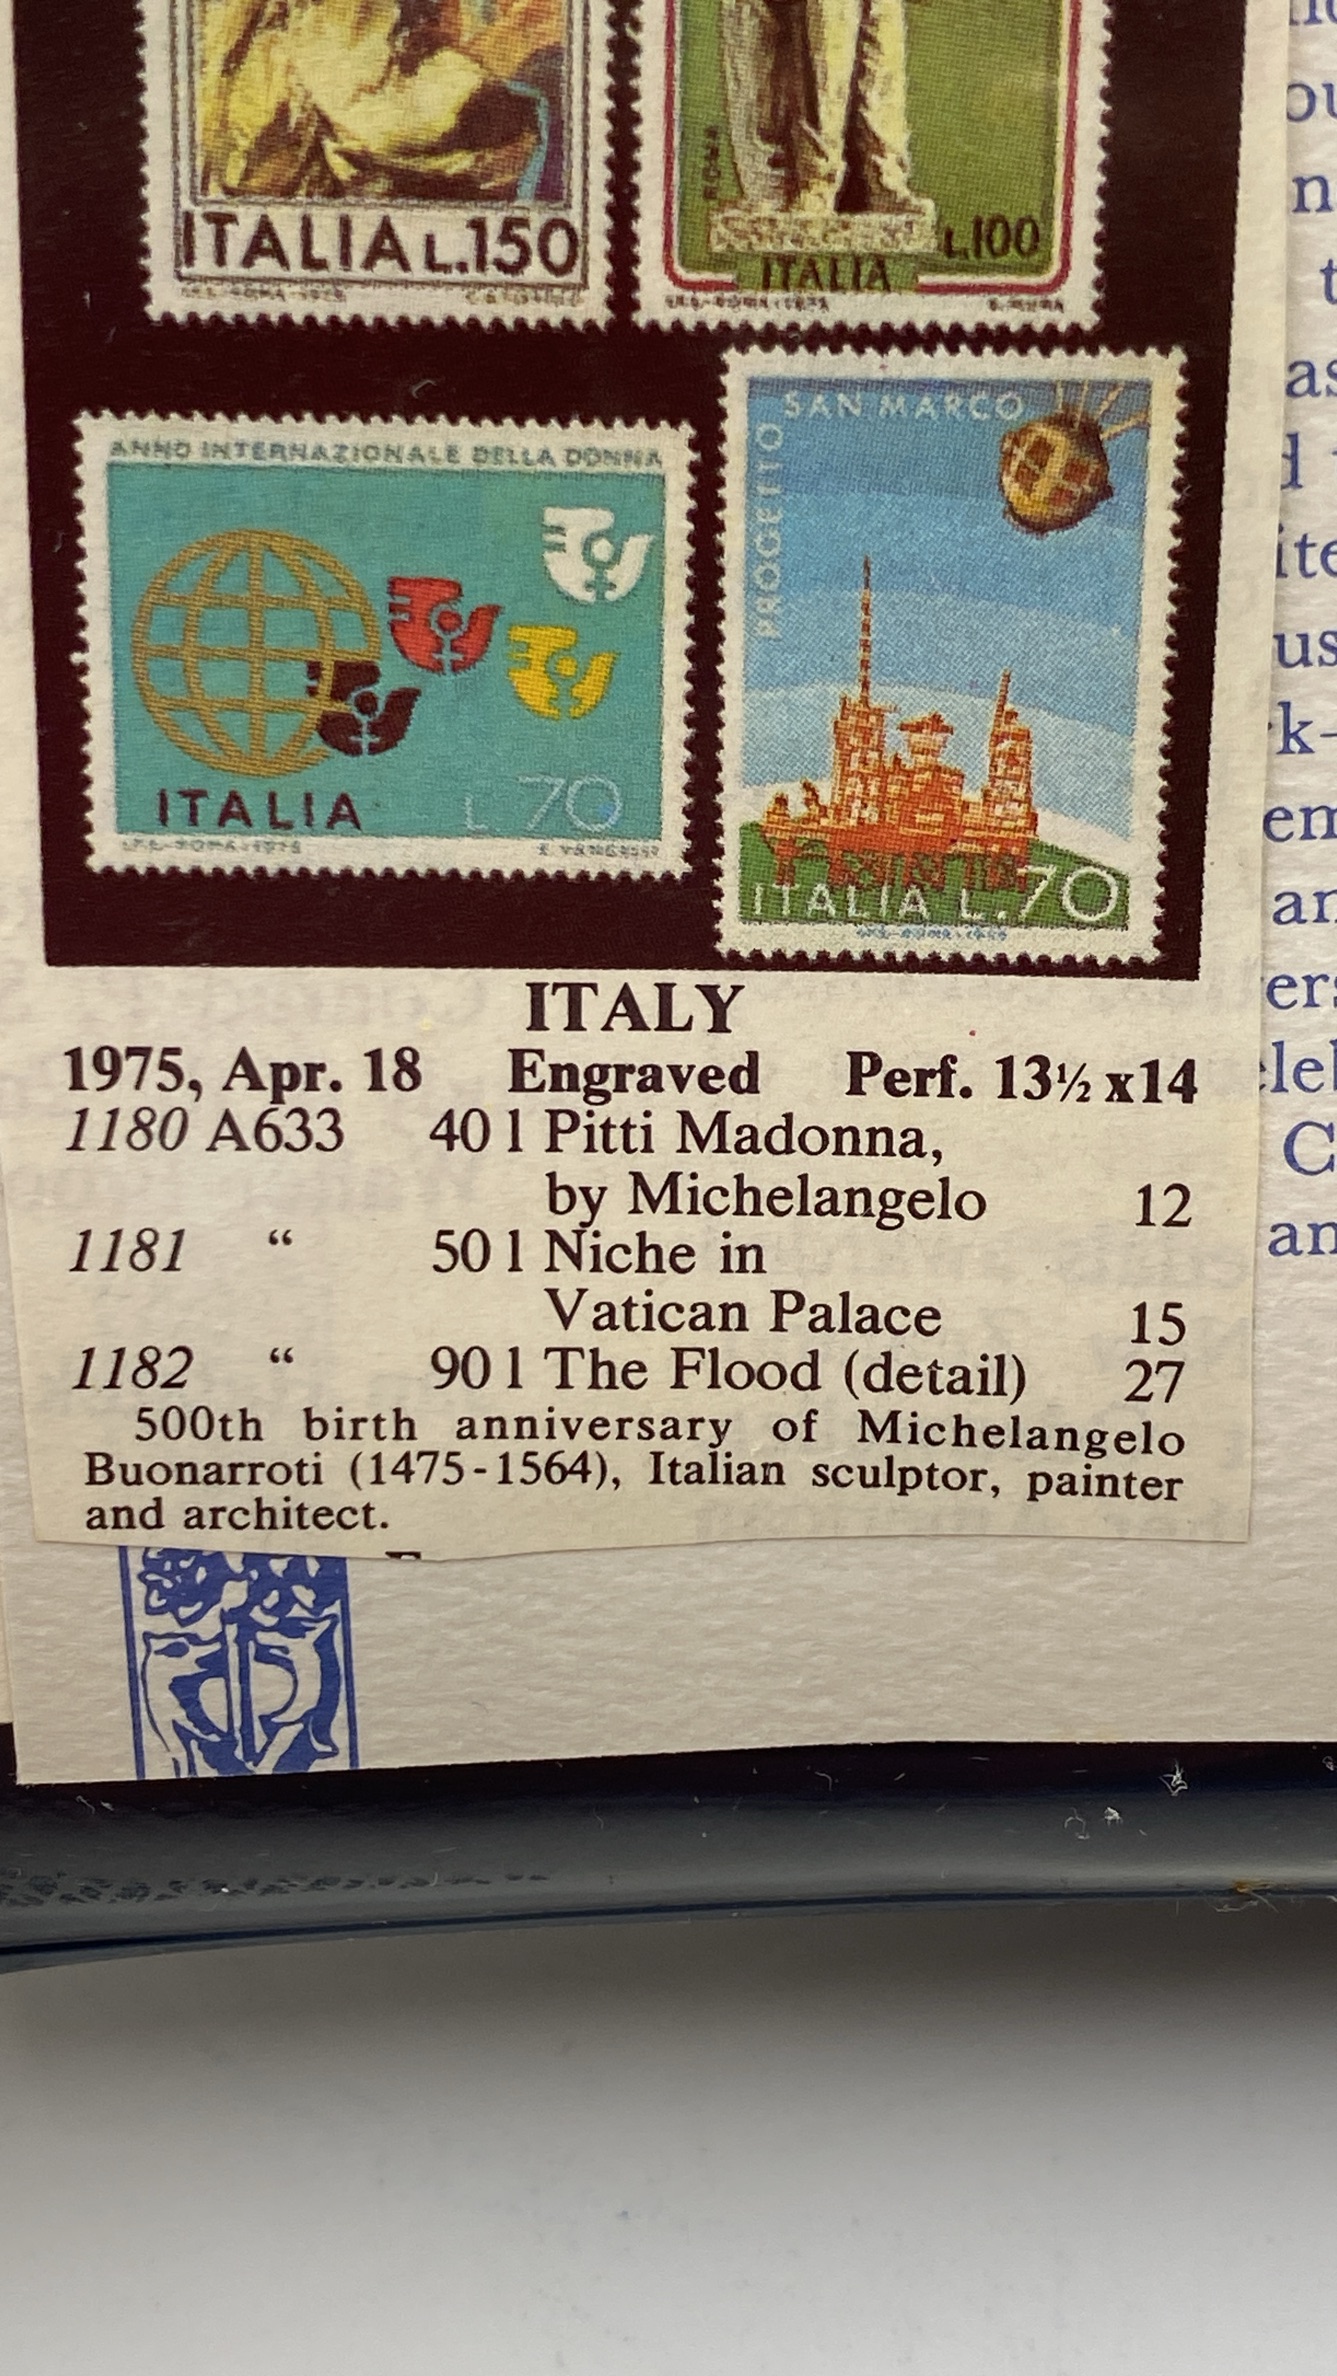 ITALIA L.150
L.100
ITALIA
ANNO INTERNAZIONALE DELLA DONNA
ITALIA L. 70
SAN MARCO
PROGETTO
ITALIA L.70
ITALY
1975, Apr. 18 Engraved Perf. 13½ x14
1180 A633 40 l Pitti Madonna,
by Michelangelo 12
1181 “ 50 l Niche in
Vatican Palace 15
1182 “ 90 l The Flood (detail) 27
500th birth anniversary of Michelangelo
Buonarroti (1475-1564), Italian sculptor, painter
and architect.